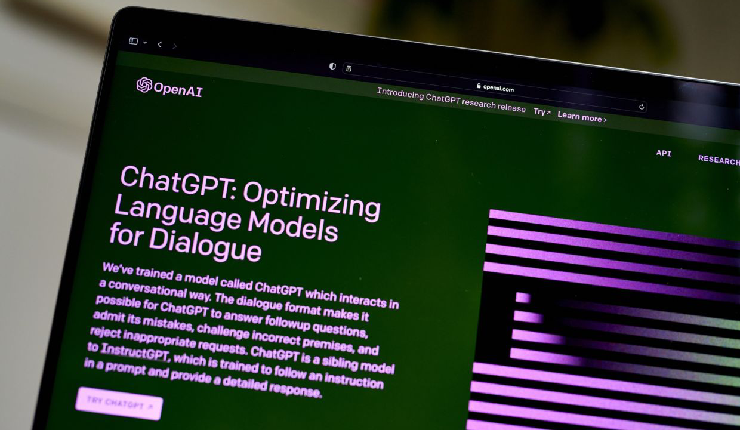 openai.com
Introducing ChatGPT research release Try↗ Learn more›
OpenAI
API RESEARCH
ChatGPT: Optimizing
Language Models
for Dialogue
We've trained a model called ChatGPT which interacts in
a conversational way. The dialogue format makes it
possible for ChatGPT to answer followup questions,
admit its mistakes, challenge incorrect premises, and
reject inappropriate requests. ChatGPT is a sibling model
to InstructGPT, which is trained to follow an instruction
in a prompt and provide a detailed response.
TRY CHATGPT ↗